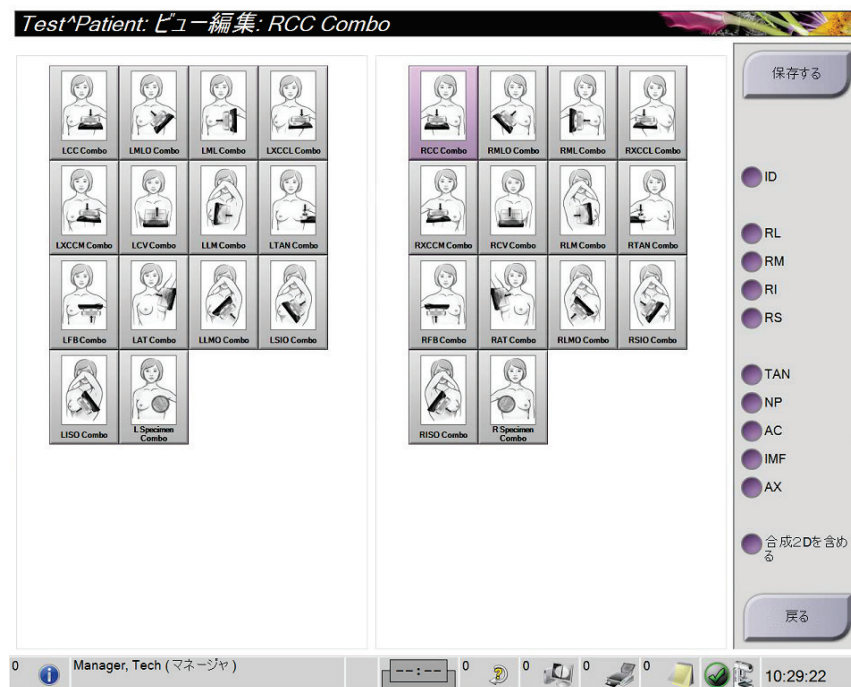 Test^Patient: ビュー編集: RCC Combo
LCC Combo LMLO Combo LML Combo LXCCL Combo
LXCCM Combo LCV Combo LLM Combo LTAN Combo
LFB Combo LAT Combo LLMO Combo LSIO Combo
LISO Combo L Specimen
Combo
RCC Combo RMLO Combo RML Combo RXCCL Combo
RXCCM Combo RCV Combo RLM Combo RTAN Combo
RFB Combo RAT Combo RLMO Combo RSIO Combo
RISO Combo R Specimen
Combo
保存する
ID
RL
RM
RI
RS
TAN
NP
AC
IMF
AX
合成2Dを含め
る
戻る
0 Manager, Tech (マネージャ) --:-- 0 0 0 0 10:29:22